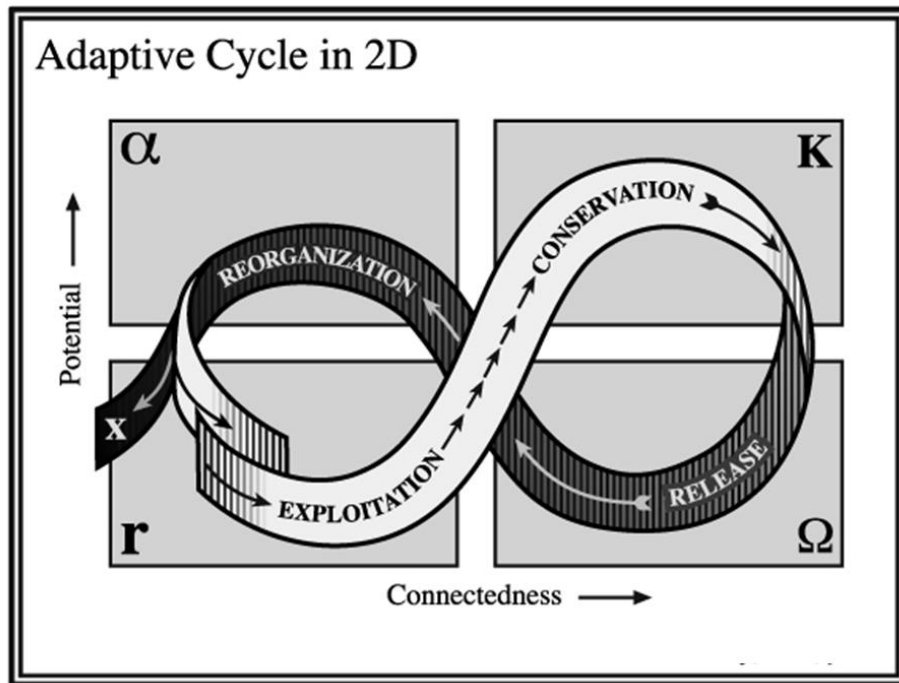 Adaptive Cycle in 2D
α
K
REORGANIZATION
CONSERVATION
Potential
x
EXPLOITATION
RELEASE
r
Ω
Connectedness